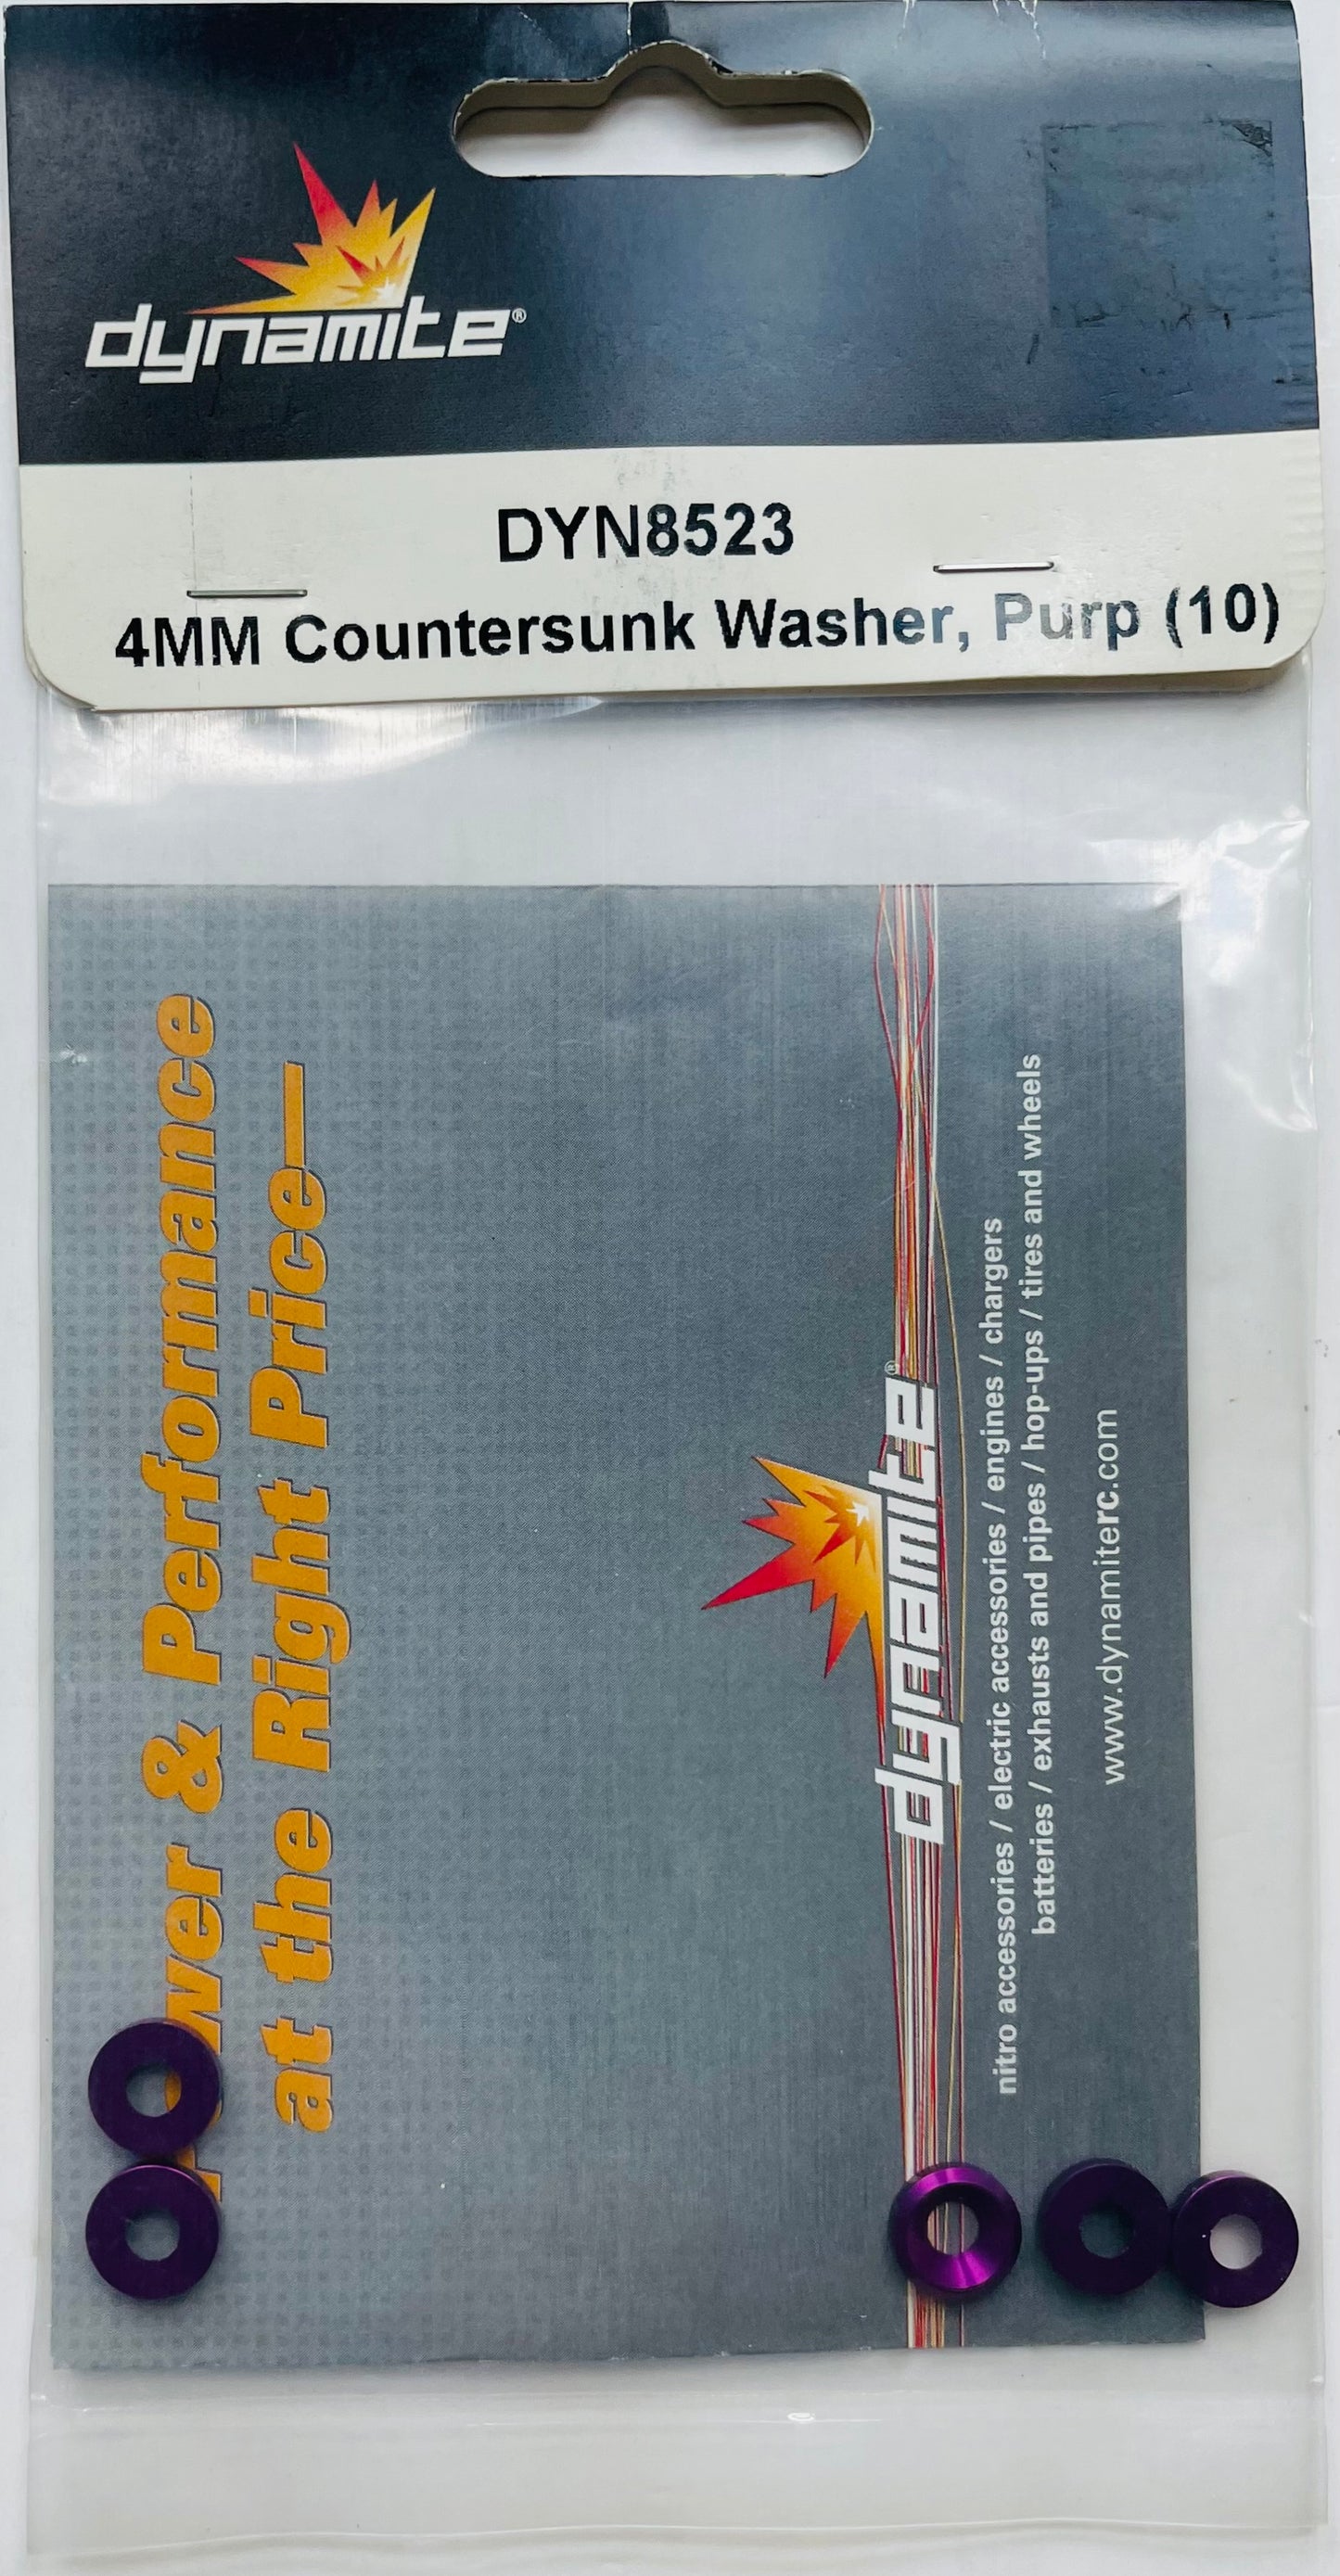 dynamite®
DYN8523
4MM Countersunk Washer, Purp (10)
& Performance
at the Right Price—
dynamite®
nitro accessories / electric accessories / engines / chargers
batteries / exhausts and pipes / hop-ups / tires and wheels
www.dynamiterc.com